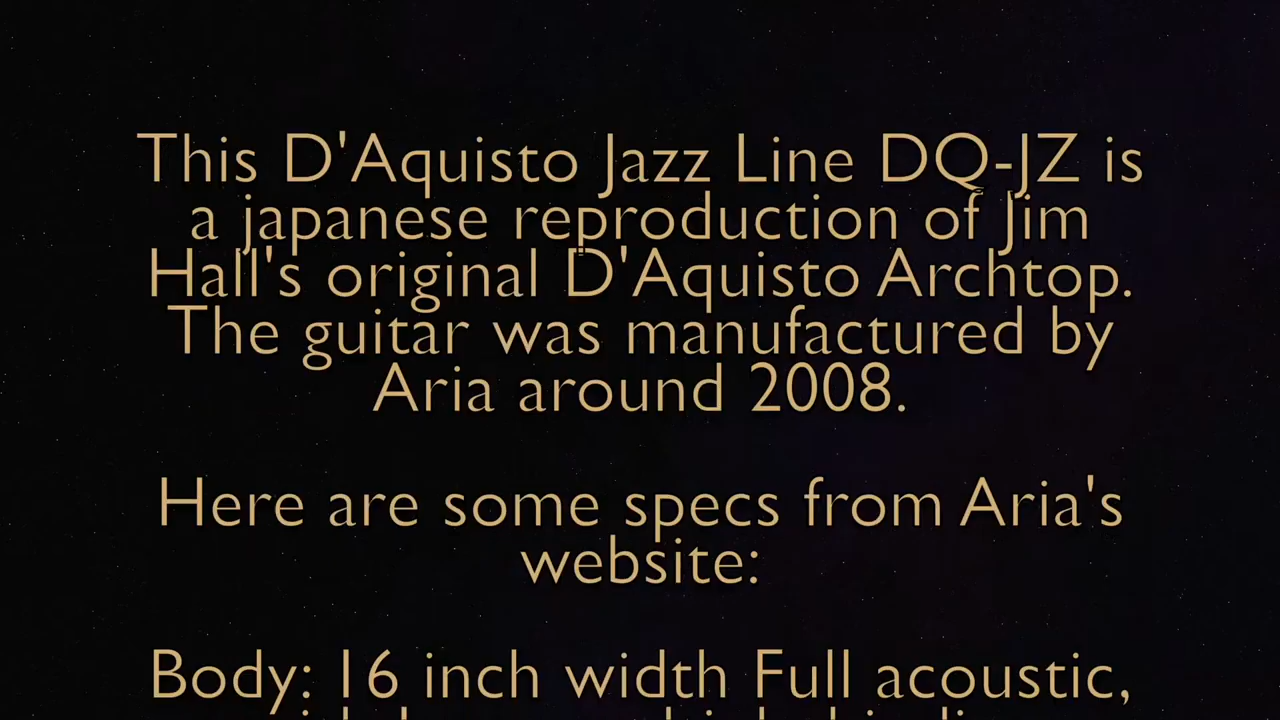 This D'Aquisto Jazz Line DQ-JZ is
a japanese reproduction of Jim
Hall's original D'Aquisto Archtop.
The guitar was manufactured by
Aria around 2008.
Here are some specs from Aria's
website:
Body: 16 inch width Full acoustic,